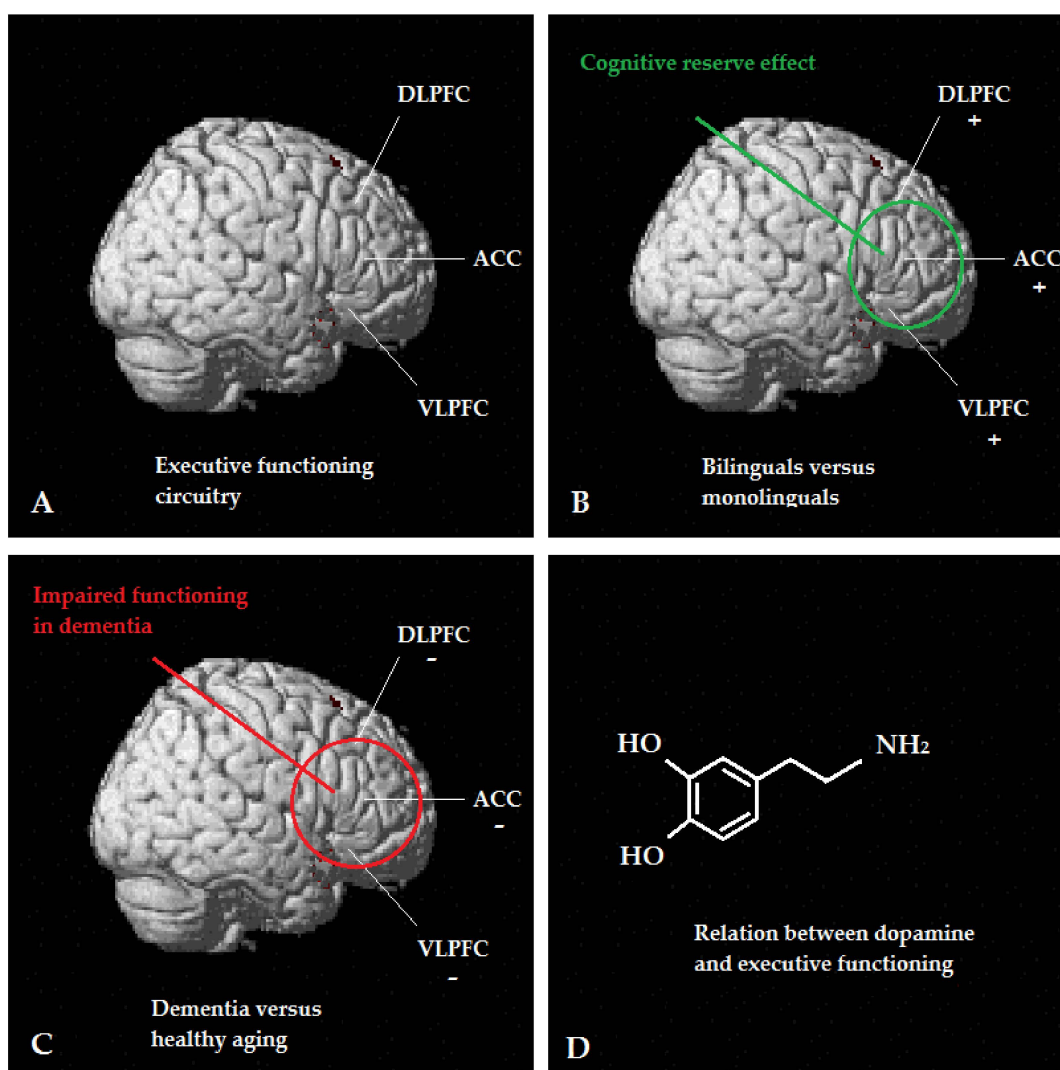 DLPFC
ACC
VLPFC
Executive functioning
circuitry
A
Cognitive reserve effect
DLPFC
+
ACC
+
VLPFC
+
Bilinguals versus
monolinguals
B
Impaired functioning
in dementia
DLPFC
-
ACC
-
VLPFC
-
Dementia versus
healthy aging
C
HO
NH₂
HO
Relation between dopamine
and executive functioning
D